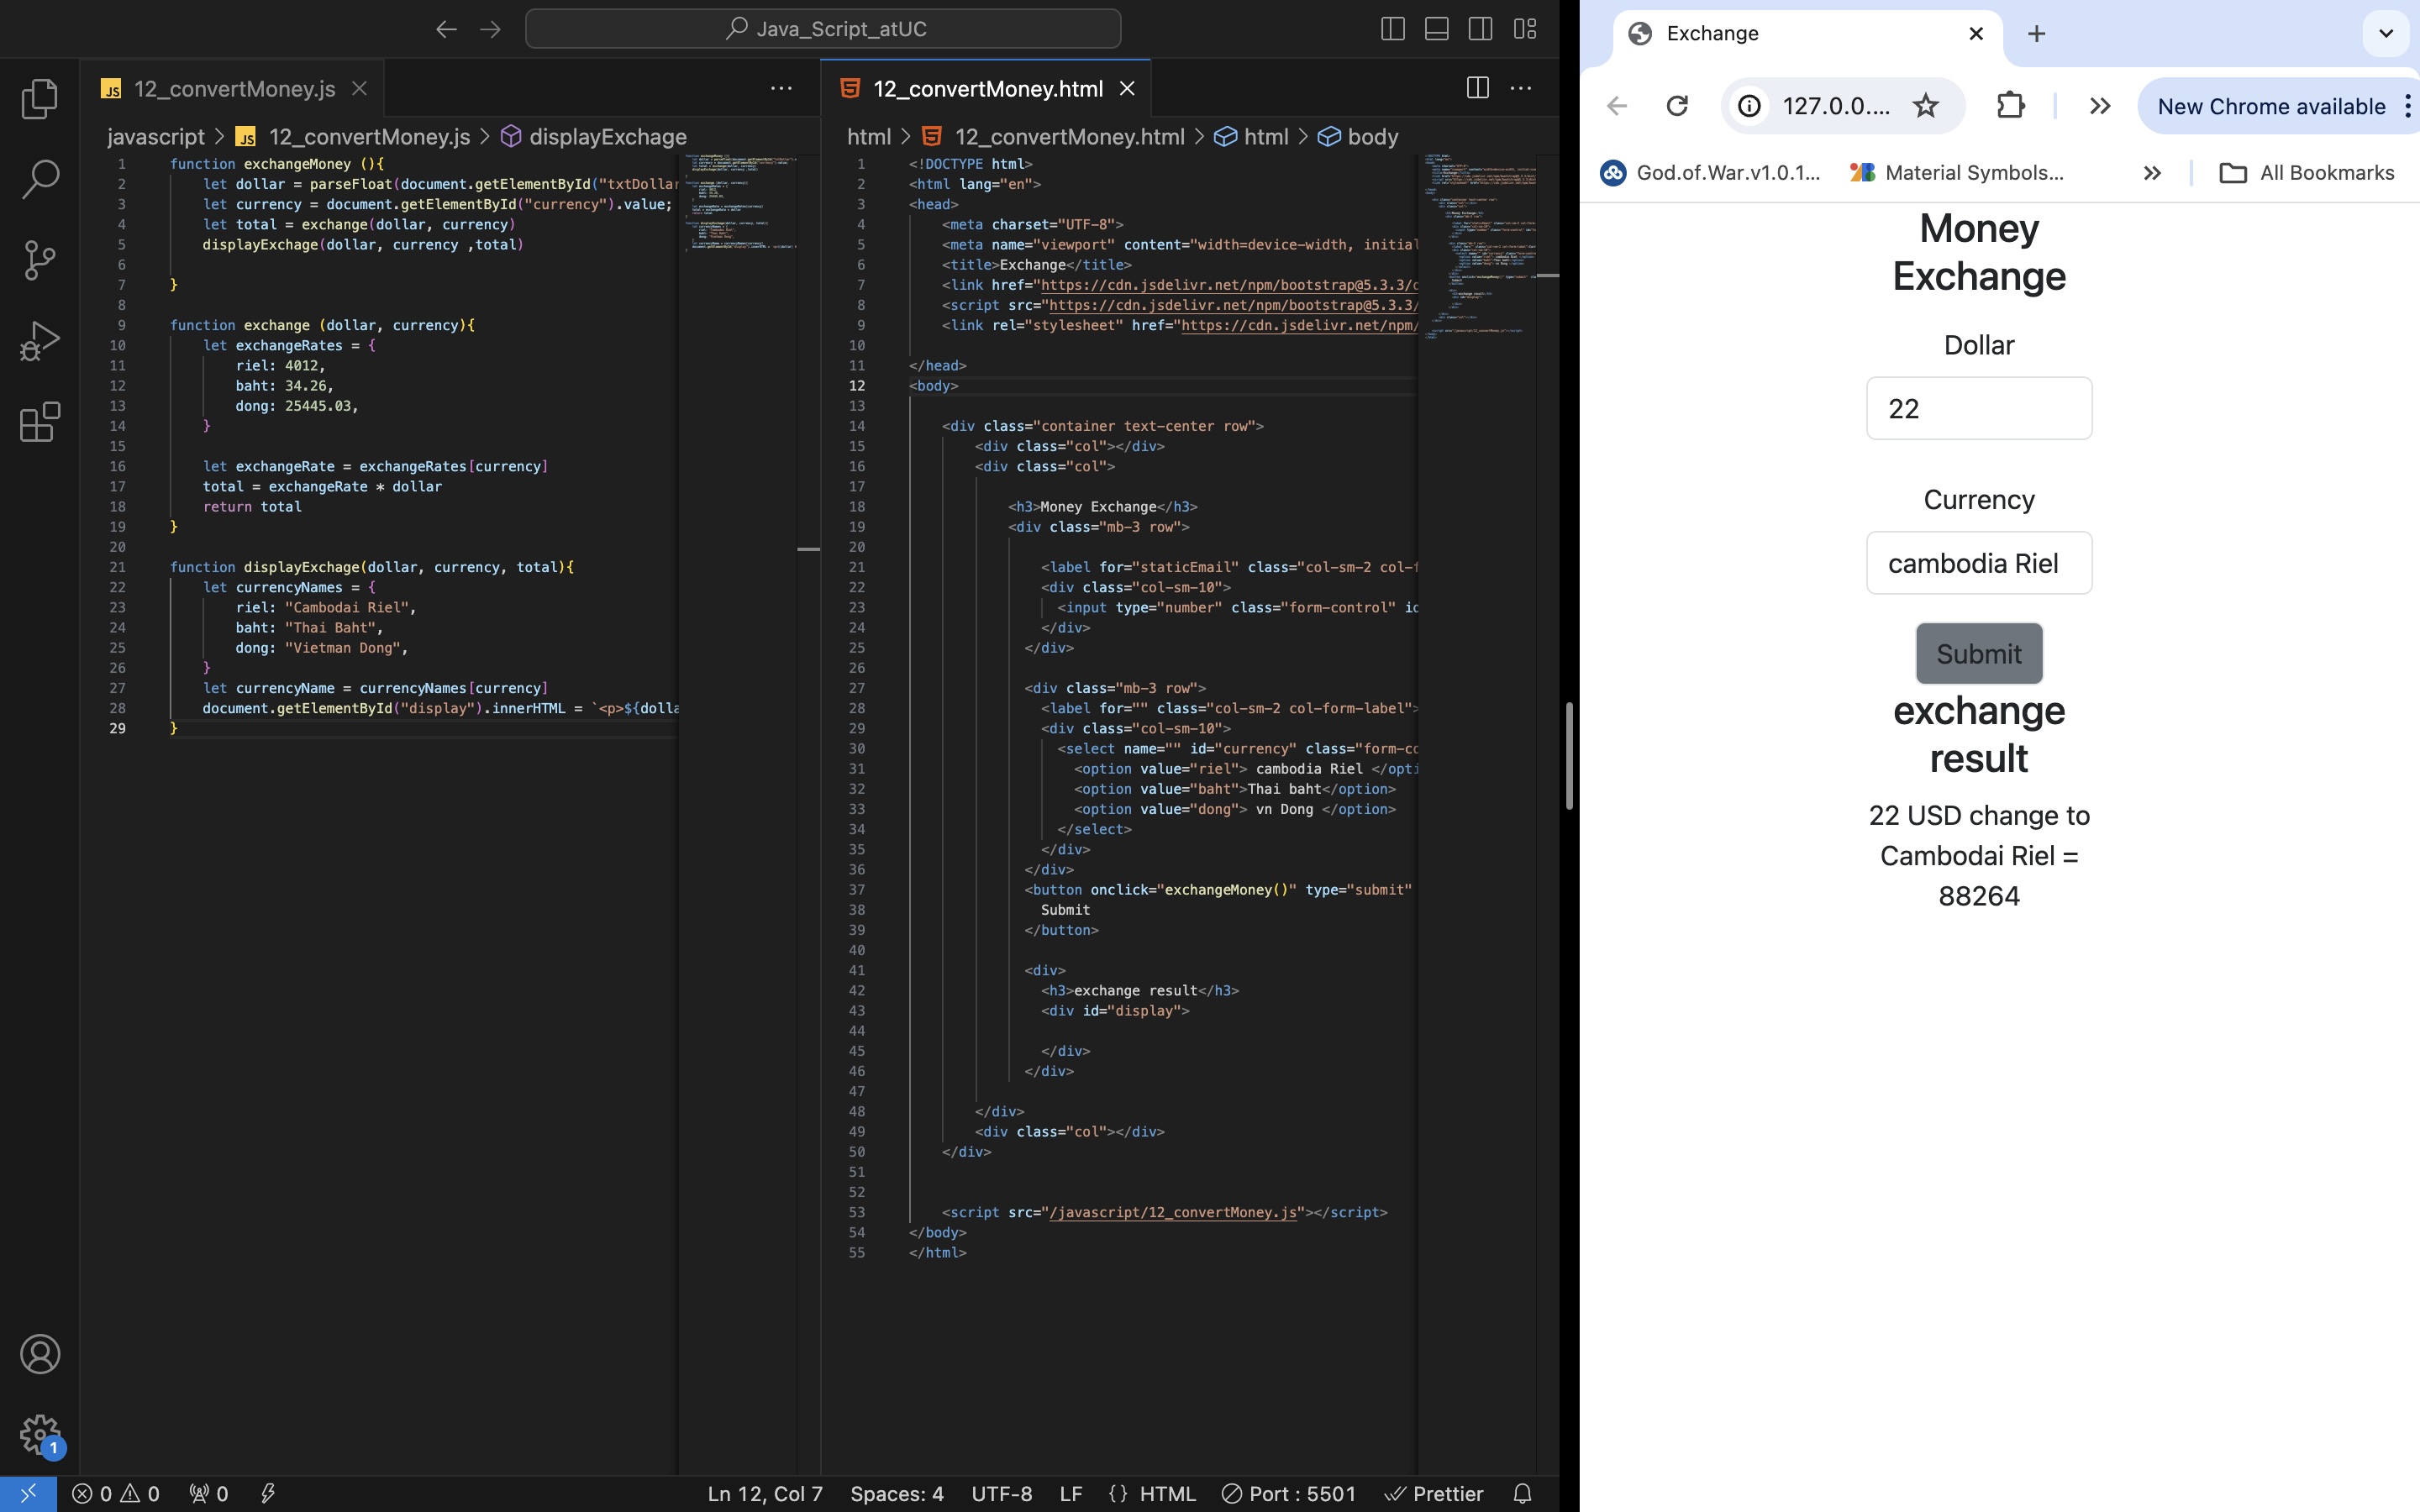 Java_Script_atUC
12_convertMoney.js
javascript > 12_convertMoney.js > displayExchage
1 function exchangeMoney (){
2 let dollar = parseFloat(document.getElementById("txtDollar
3 let currency = document.getElementById("currency").value;
4 let total = exchange(dollar, currency)
5 displayExchage(dollar, currency ,total)
6
7 }
8
9 function exchange (dollar, currency){
10 let exchangeRates = {
11 riel: 4012,
12 baht: 34.26,
13 dong: 25445.03,
14 }
15
16 let exchangeRate = exchangeRates[currency]
17 total = exchangeRate * dollar
18 return total
19 }
20
21 function displayExchage(dollar, currency, total){
22 let currencyNames = {
23 riel: "Cambodai Riel",
24 baht: "Thai Baht",
25 dong: "Vietman Dong",
26 }
27 let currencyName = currencyNames[currency]
28 document.getElementById("display").innerHTML = `<p>${dolla
29 }
12_convertMoney.html
html > 12_convertMoney.html > html > body
1 <!DOCTYPE html>
2 <html lang="en">
3 <head>
4 <meta charset="UTF-8">
5 <meta name="viewport" content="width=device-width, initial
6 <title>Exchange</title>
7 <link href="https://cdn.jsdelivr.net/npm/bootstrap@5.3.3/d
8 <script src="https://cdn.jsdelivr.net/npm/bootstrap@5.3.3/
9 <link rel="stylesheet" href="https://cdn.jsdelivr.net/npm/
10
11 </head>
12 <body>
13
14 <div class="container text-center row">
15 <div class="col"></div>
16 <div class="col">
17
18 <h3>Money Exchange</h3>
19 <div class="mb-3 row">
20
21 <label for="staticEmail" class="col-sm-2 col-f
22 <div class="col-sm-10">
23 <input type="number" class="form-control" id
24 </div>
25 </div>
26
27 <div class="mb-3 row">
28 <label for="" class="col-sm-2 col-form-label">
29 <div class="col-sm-10">
30 <select name="" id="currency" class="form-co
31 <option value="riel"> cambodia Riel </opti
32 <option value="baht">Thai baht</option>
33 <option value="dong"> vn Dong </option>
34 </select>
35 </div>
36 </div>
37 <button onclick="exchangeMoney()" type="submit"
38 Submit
39 </button>
40
41 <div>
42 <h3>exchange result</h3>
43 <div id="display">
44
45 </div>
46 </div>
47
48 </div>
49 <div class="col"></div>
50 </div>
51
52
53 <script src="/javascript/12_convertMoney.js"></script>
54 </body>
55 </html>
1
0 0 0
Ln 12, Col 7 Spaces: 4 UTF-8 LF {} HTML Port : 5501 Prettier
Exchange
127.0.0.... New Chrome available
God.of.War.v1.0.1... Material Symbols... All Bookmarks
Money
Exchange
Dollar
22
Currency
cambodia Riel
Submit
exchange
result
22 USD change to
Cambodai Riel =
88264